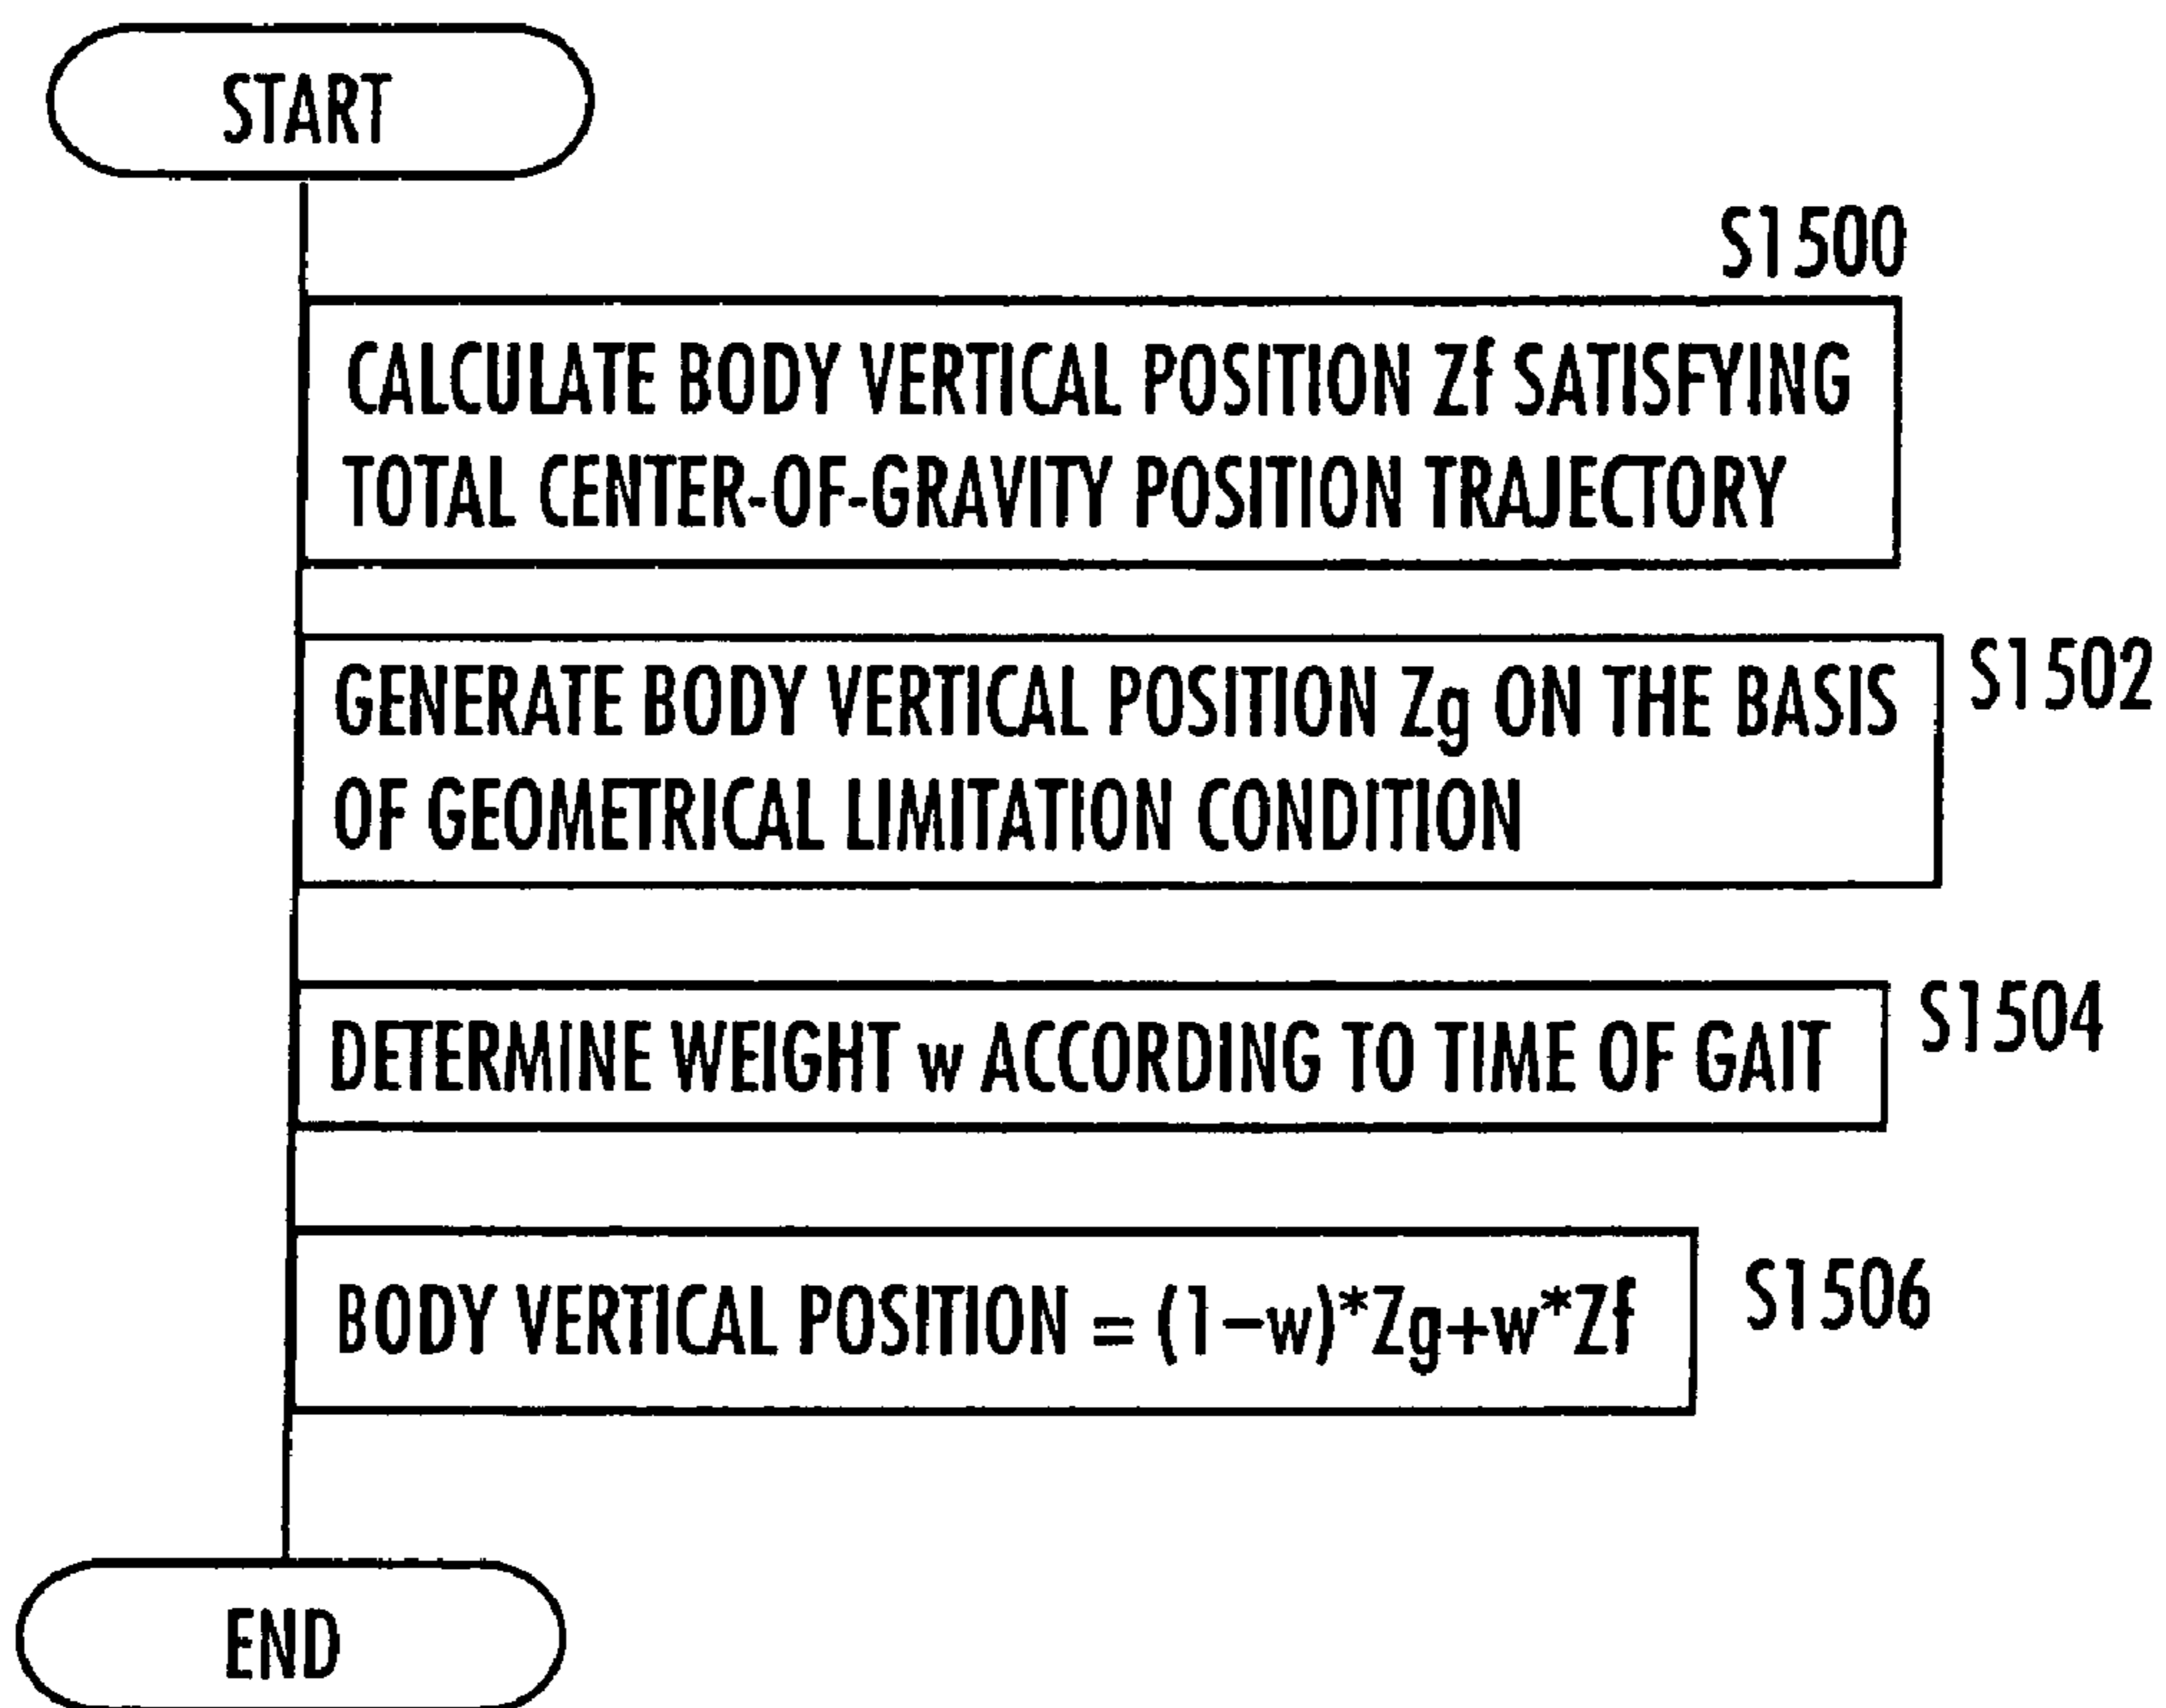 START
S1500
CALCULATE BODY VERTICAL POSITION Zf SATISFYING
TOTAL CENTER-OF-GRAVITY POSITION TRAJECTORY
GENERATE BODY VERTICAL POSITION Zg ON THE BASIS
OF GEOMETRICAL LIMITATION CONDITION
S1502
DETERMINE WEIGHT w ACCORDING TO TIME OF GAIT
S1504
BODY VERTICAL POSITION = (1-w)*Zg+w*Zf
S1506
END